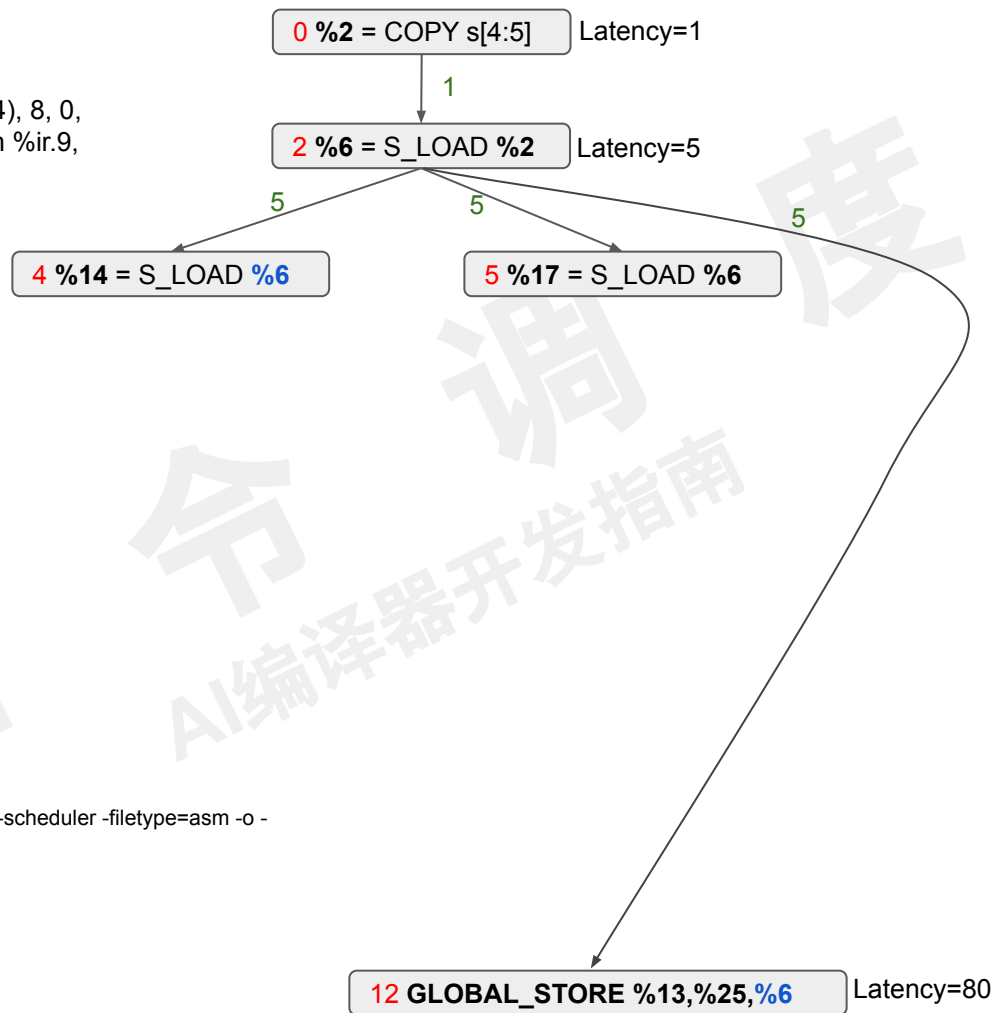 0 %2 = COPY s[4:5]
Latency=1
1
4), 8, 0,
%ir.9,
2 %6 = S_LOAD %2
Latency=5
5
5
5
4 %14 = S_LOAD %6
5 %17 = S_LOAD %6
令 调 度
AI编译器开发指南
-scheduler -filetype=asm -o -
12 GLOBAL_STORE %13,%25,%6
Latency=80